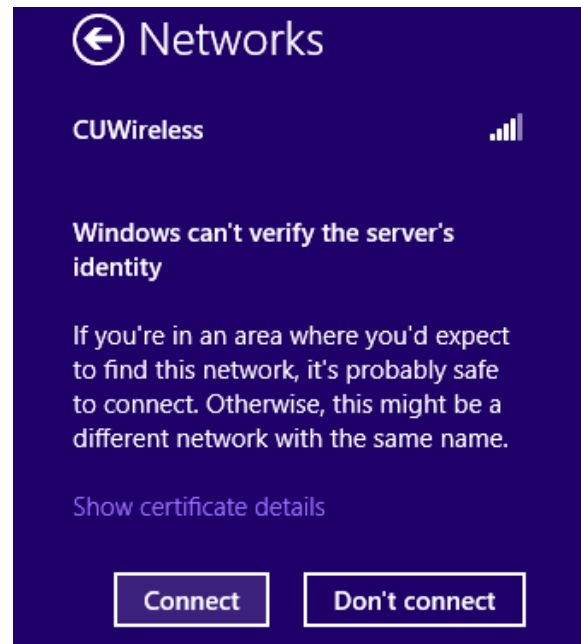 Networks
CUWireless
Windows can't verify the server's
identity
If you're in an area where you'd expect
to find this network, it's probably safe
to connect. Otherwise, this might be a
different network with the same name.
Show certificate details
Connect Don't connect